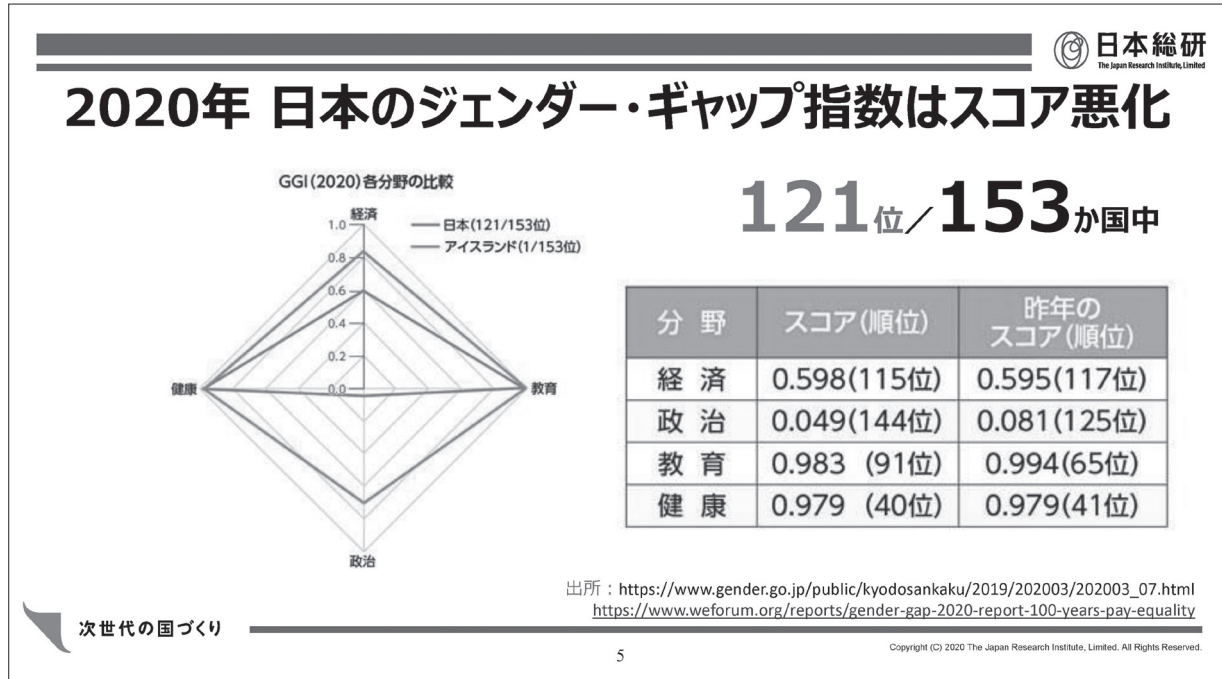 日本総研
The Japan Research Institute, Limited
2020年 日本のジェンダー・ギャップ指数はスコア悪化
GGI(2020)各分野の比較
経済
1.0
0.8
0.6
0.4
0.2
0.0
日本(121/153位)
アイスランド(1/153位)
健康
教育
政治
121位／153か国中
分 野 スコア(順位) 昨年の
スコア(順位)
経 済 0.598(115位) 0.595(117位)
政 治 0.049(144位) 0.081(125位)
教 育 0.983 (91位) 0.994(65位)
健 康 0.979 (40位) 0.979(41位)
出所：https://www.gender.go.jp/public/kyodosankaku/2019/202003/202003_07.html
https://www.weforum.org/reports/gender-gap-2020-report-100-years-pay-equality
次世代の国づくり
5
Copyright (C) 2020 The Japan Research Institute, Limited. All Rights Reserved.